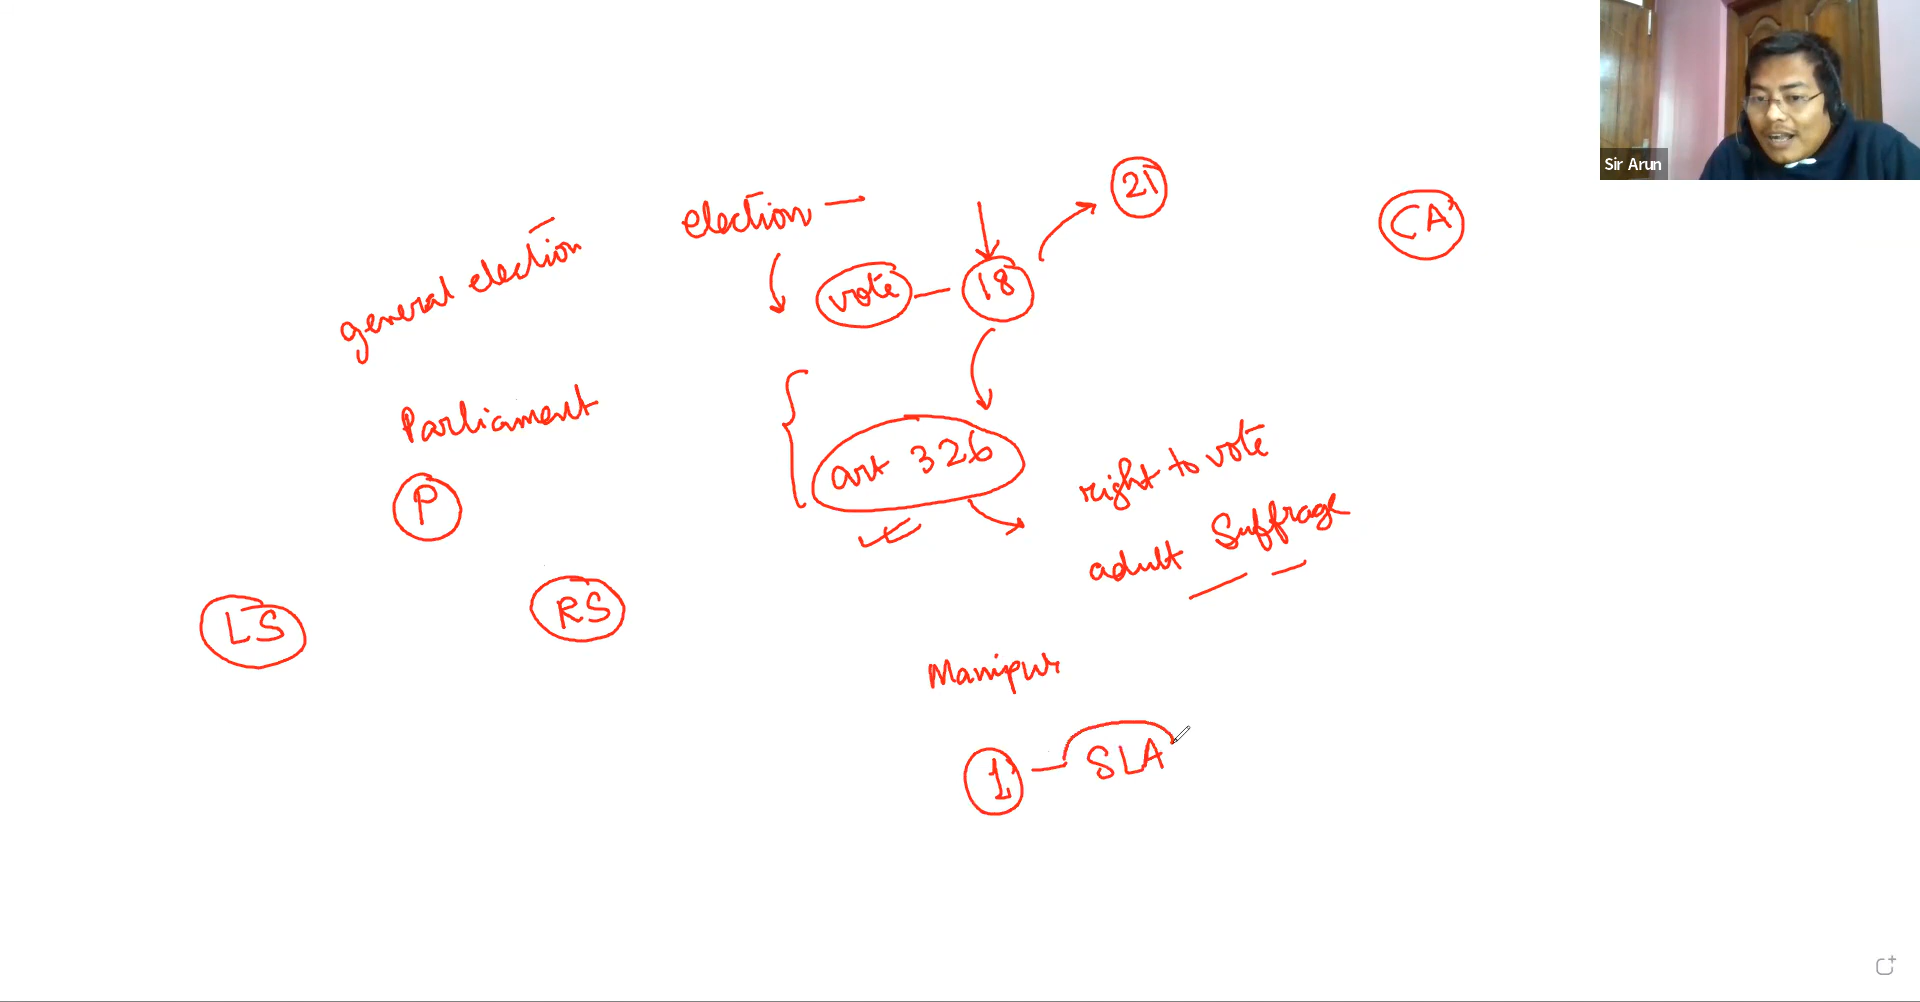 Sir Arun
21
CA
election
general election
vote
18
Parliament
art 326
right to vote
P
adult Suffrage
LS
RS
Manipur
1 - SLA